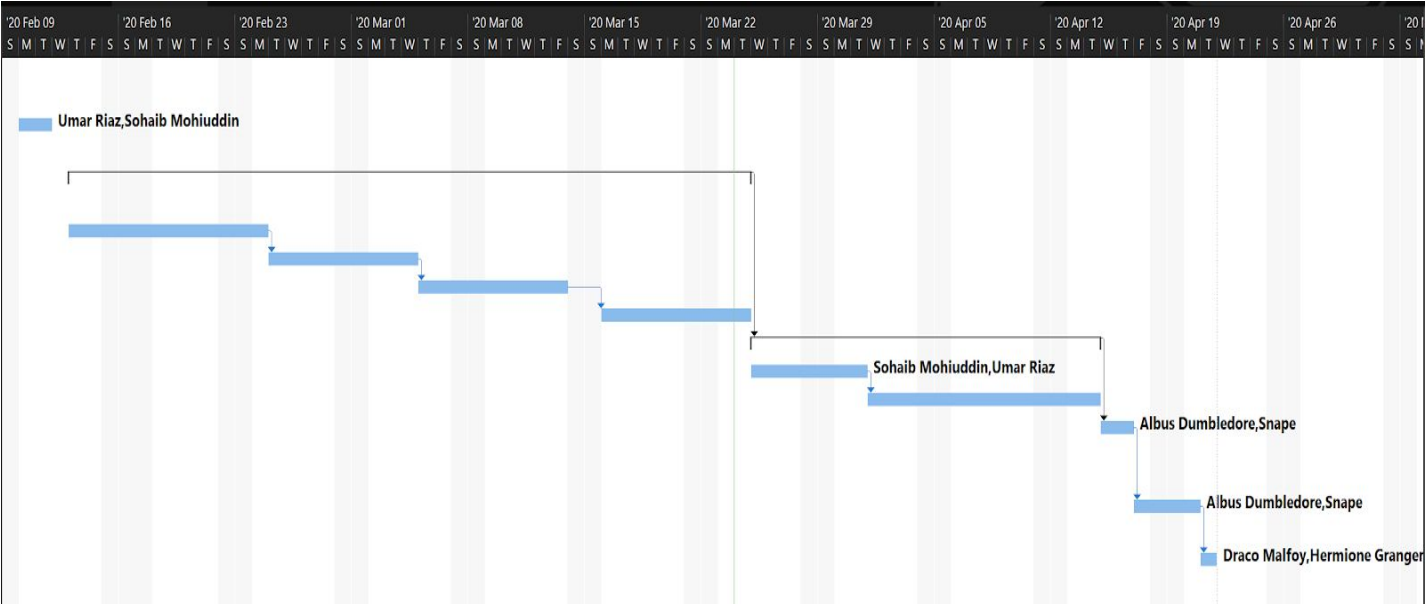 '20 Feb 09 '20 Feb 16 '20 Feb 23 '20 Mar 01 '20 Mar 08 '20 Mar 15 '20 Mar 22 '20 Mar 29 '20 Apr 05 '20 Apr 12 '20 Apr 19 '20 Apr 26 '20
S M T W T F S S M T W T F S S M T W T F S S M T W T F S S M T W T F S S M T W T F S S M T W T F S S M T W T F S S M T W T F S S M T W T F S S M T W T F S S M T W T F S S
Umar Riaz,Sohaib Mohiuddin
Sohaib Mohiuddin,Umar Riaz
Albus Dumbledore,Snape
Albus Dumbledore,Snape
Draco Malfoy,Hermione Granger